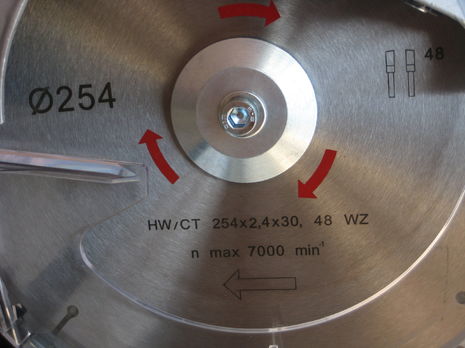 Ø254
48
HW/CT 254x2,4x30, 48 WZ
n max 7000 min⁻¹